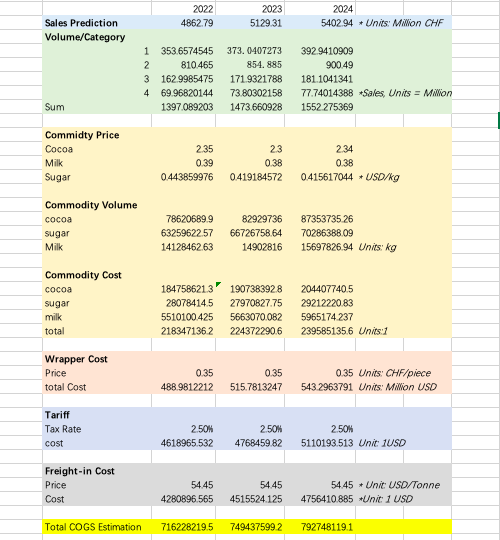 2022 2023 2024
Sales Prediction 4862.79 5129.31 5402.94 * Units: Million CHF
Volume/Category
1 353.6574545 373.0407273 392.9410909
2 810.465 854.885 900.49
3 162.9985475 171.9321788 181.1041341
4 69.96820144 73.80302158 77.74014388 *Sales, Units = Million
Sum 1397.089203 1473.660928 1552.275369
Commidty Price
Cocoa 2.35 2.3 2.34
Milk 0.39 0.38 0.38
Sugar 0.443859976 0.419184572 0.415617044 * USD/kg
Commodity Volume
cocoa 78620689.9 82929736 87353735.26
sugar 63259622.57 66726758.64 70286388.09
Milk 14128462.63 14902816 15697826.94 Units: kg
Commodity Cost
cocoa 184758621.3 190738392.8 204407740.5
sugar 28078414.5 27970827.75 29212220.83
milk 5510100.425 5663070.082 5965174.237
total 218347136.2 224372290.6 239585135.6 Units:1
Wrapper Cost
Price 0.35 0.35 0.35 Units: CHF/piece
total Cost 488.9812212 515.7813247 543.2963791 Units: Million USD
Tariff
Tax Rate 2.50% 2.50% 2.50%
cost 4618965.532 4768459.82 5110193.513 Unit: 1USD
Freight-in Cost
Price 54.45 54.45 54.45 * Unit: USD/Tonne
Cost 4280896.565 4515524.125 4756410.885 *Unit: 1 USD
Total COGS Estimation 716228219.5 749437599.2 792748119.1